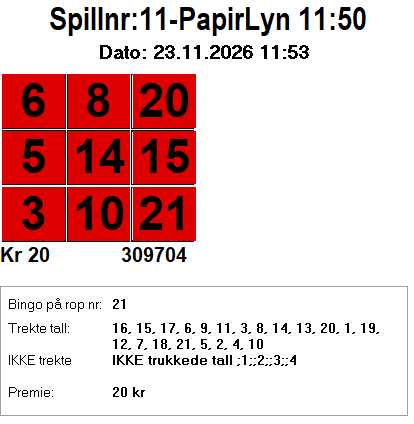 Spillnr:11-PapirLyn 11:50
Dato: 23.11.2026 11:53
6 8 20
5 14 15
3 10 21
Kr 20 309704
Bingo på rop nr: 21
Trekte tall: 16, 15, 17, 6, 9, 11, 3, 8, 14, 13, 20, 1, 19,
12, 7, 18, 21, 5, 2, 4, 10
IKKE trekte IKKE trukkede tall ;1;;2;;3;;4
Premie: 20 kr